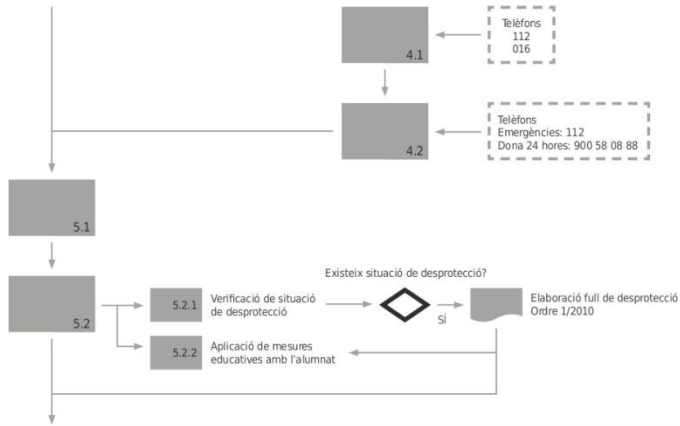 Telèfons
112
016
4.1
Telèfons
Emergències: 112
Dona 24 hores: 900 58 08 88
4.2
5.1
5.2
Existeix situació de desprotecció?
5.2.1
Verificació de situació
de desprotecció
SÍ
Elaboració full de desprotecció
Ordre 1/2010
5.2.2
Aplicació de mesures
educatives amb l'alumnat